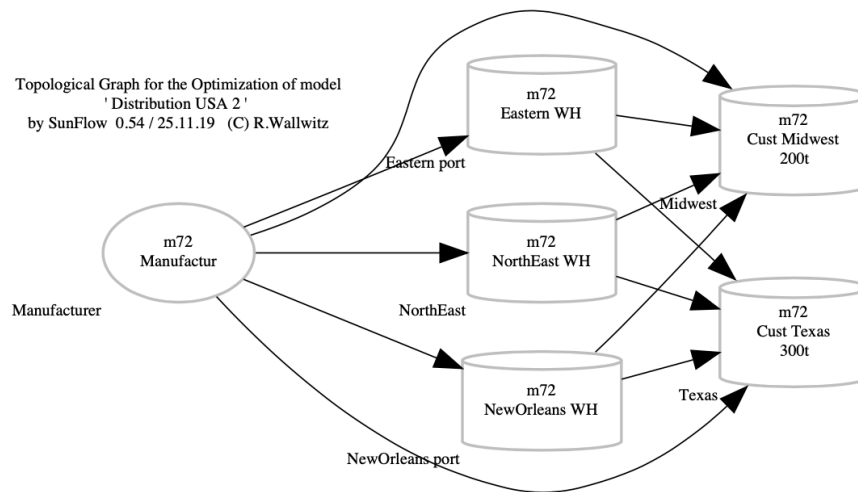 Topological Graph for the Optimization of model
' Distribution USA 2 '
by SunFlow 0.54 / 25.11.19 (C) R.Wallwitz
m72
Eastern WH
m72
Cust Midwest
200t
Eastern port
Midwest
m72
Manufactur
m72
NorthEast WH
Manufacturer
NorthEast
m72
Cust Texas
300t
m72
NewOrleans WH
Texas
NewOrleans port